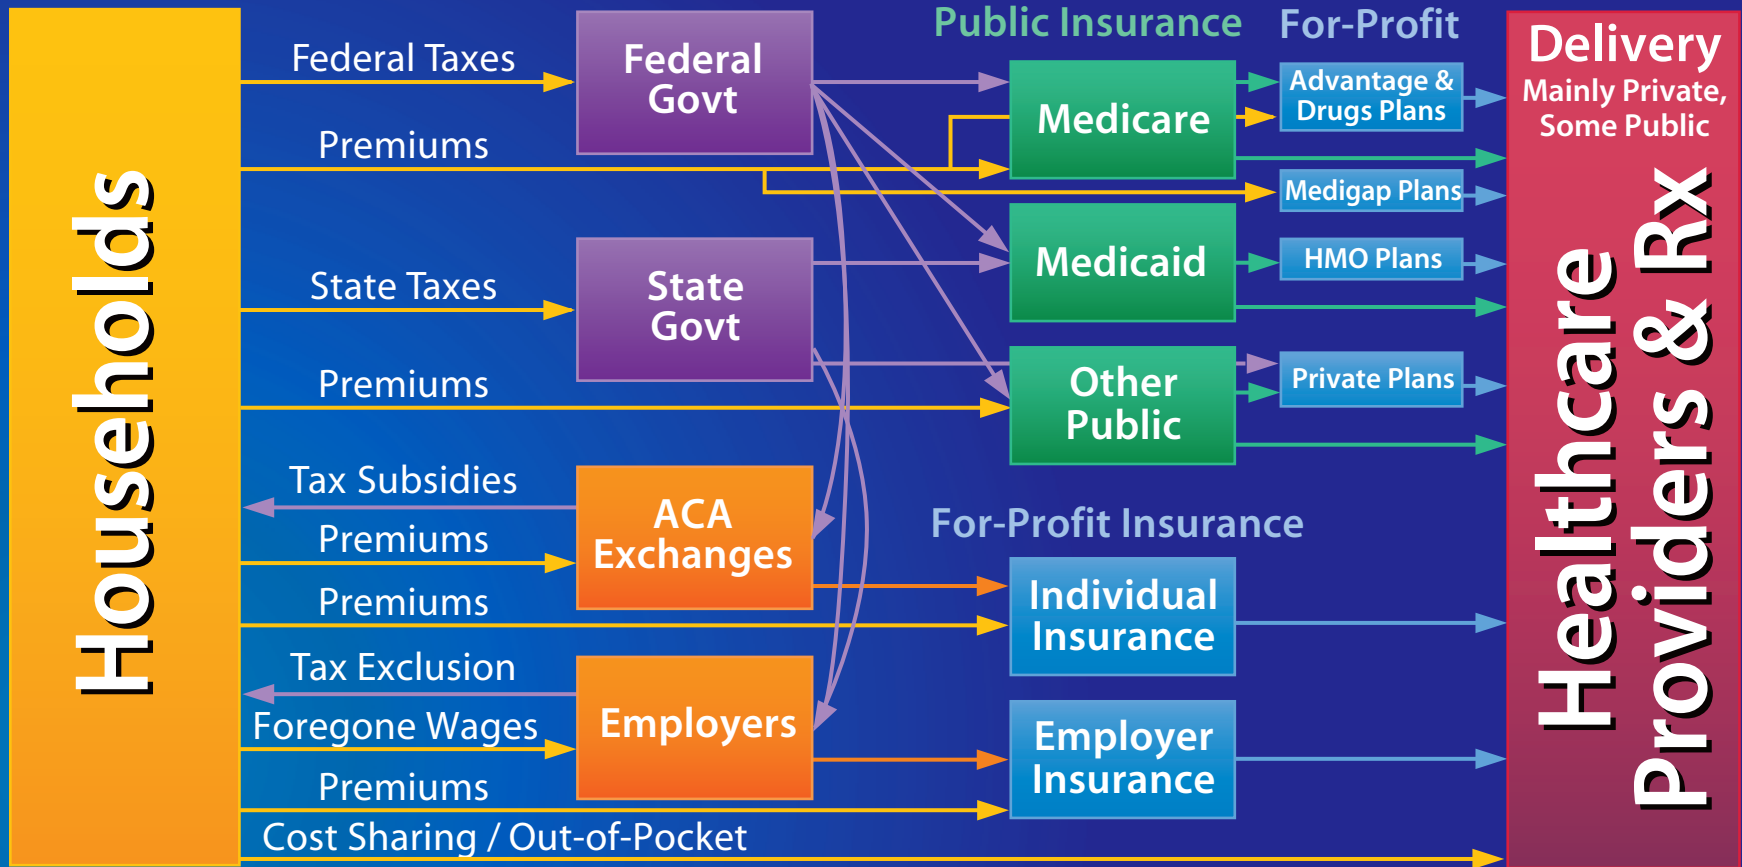 Households
Federal Taxes
Premiums
State Taxes
Premiums
Tax Subsidies
Premiums
Premiums
Tax Exclusion
Foregone Wages
Premiums
Cost Sharing / Out-of-Pocket
Federal
Govt
State
Govt
ACA
Exchanges
Employers
Public Insurance
Medicare
Medicaid
Other
Public
For-Profit
Advantage &
Drugs Plans
Medigap Plans
HMO Plans
Private Plans
For-Profit Insurance
Individual
Insurance
Employer
Insurance
Delivery
Mainly Private,
Some Public
Healthcare
Providers & Rx